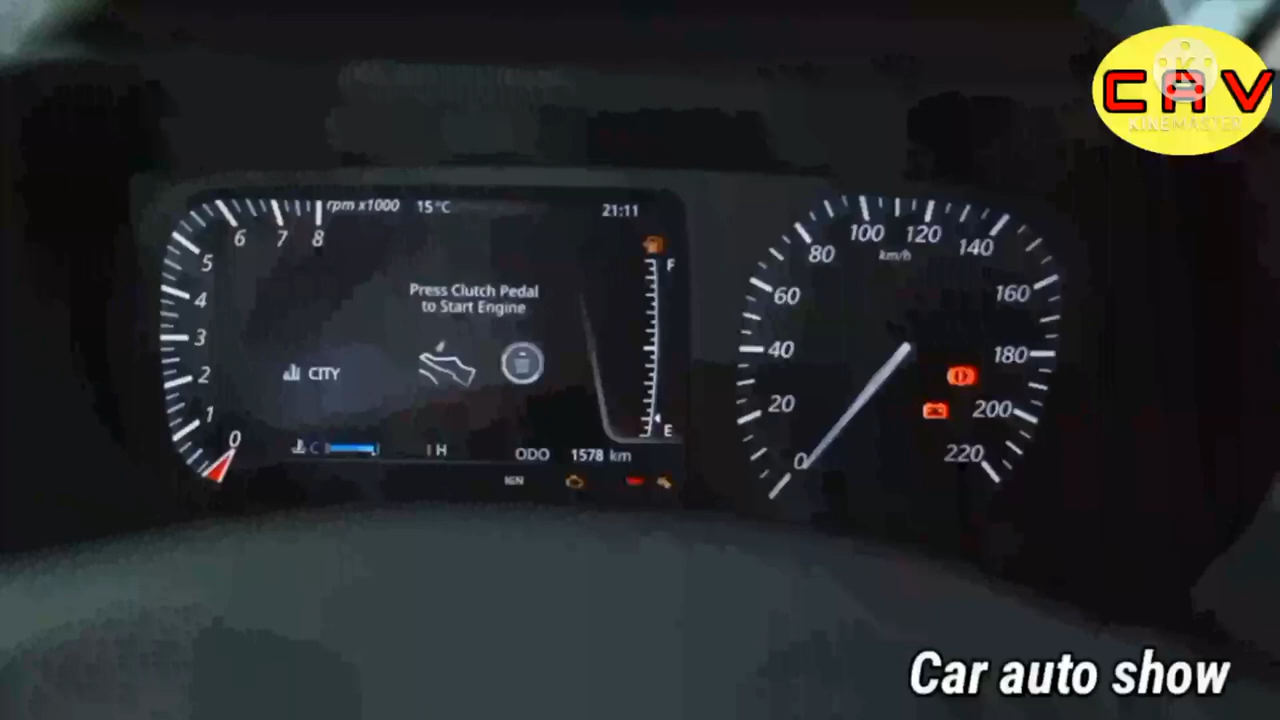 CAV
KINEMASTER
rpm x1000 15°C 21:11
6 7 8
5
4
3
2
1
0
F
E
Press Clutch Pedal
to Start Engine
CITY
C H
ODO 1578 km
IGN
0 20 40 60 80 100 120 140 160 180 200 220
km/h
Car auto show